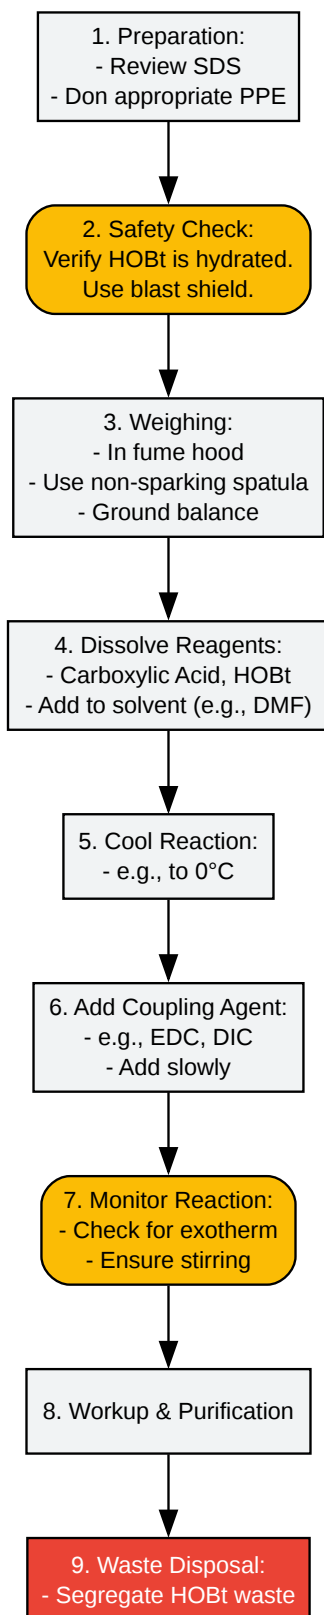 1. Preparation:
- Review SDS
- Don appropriate PPE
2. Safety Check:
Verify HOBt is hydrated.
Use blast shield.
3. Weighing:
- In fume hood
- Use non-sparking spatula
- Ground balance
4. Dissolve Reagents:
- Carboxylic Acid, HOBt
- Add to solvent (e.g., DMF)
5. Cool Reaction:
- e.g., to 0°C
6. Add Coupling Agent:
- e.g., EDC, DIC
- Add slowly
7. Monitor Reaction:
- Check for exotherm
- Ensure stirring
8. Workup & Purification
9. Waste Disposal:
- Segregate HOBt waste